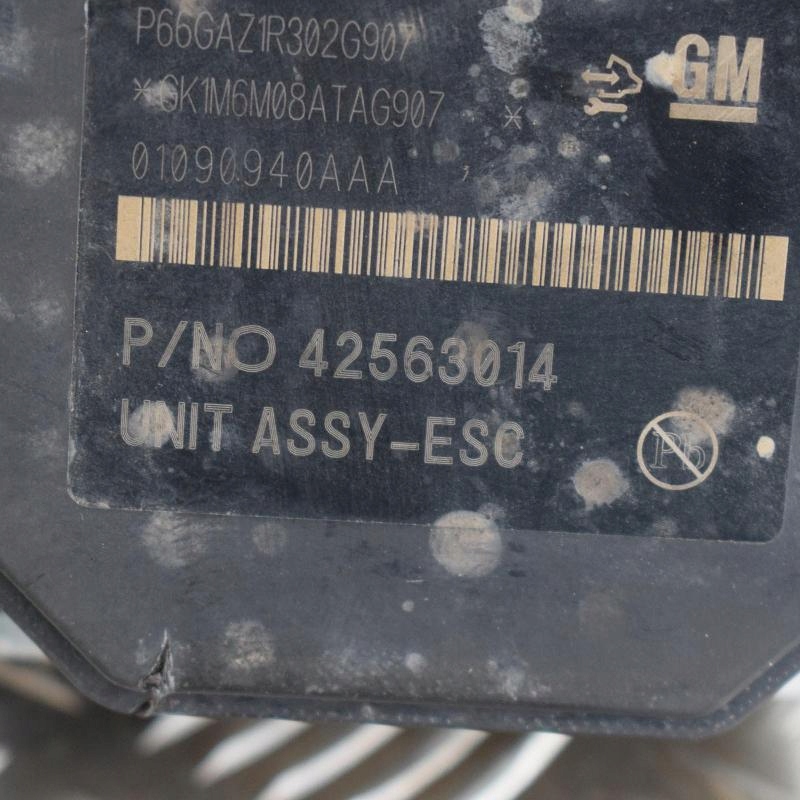 P66GAZ1R302G907
GM
*GK1M6M08ATAG907 *
01090940AAA
P/NO 42563014
UNIT ASSY-ESC
Pb